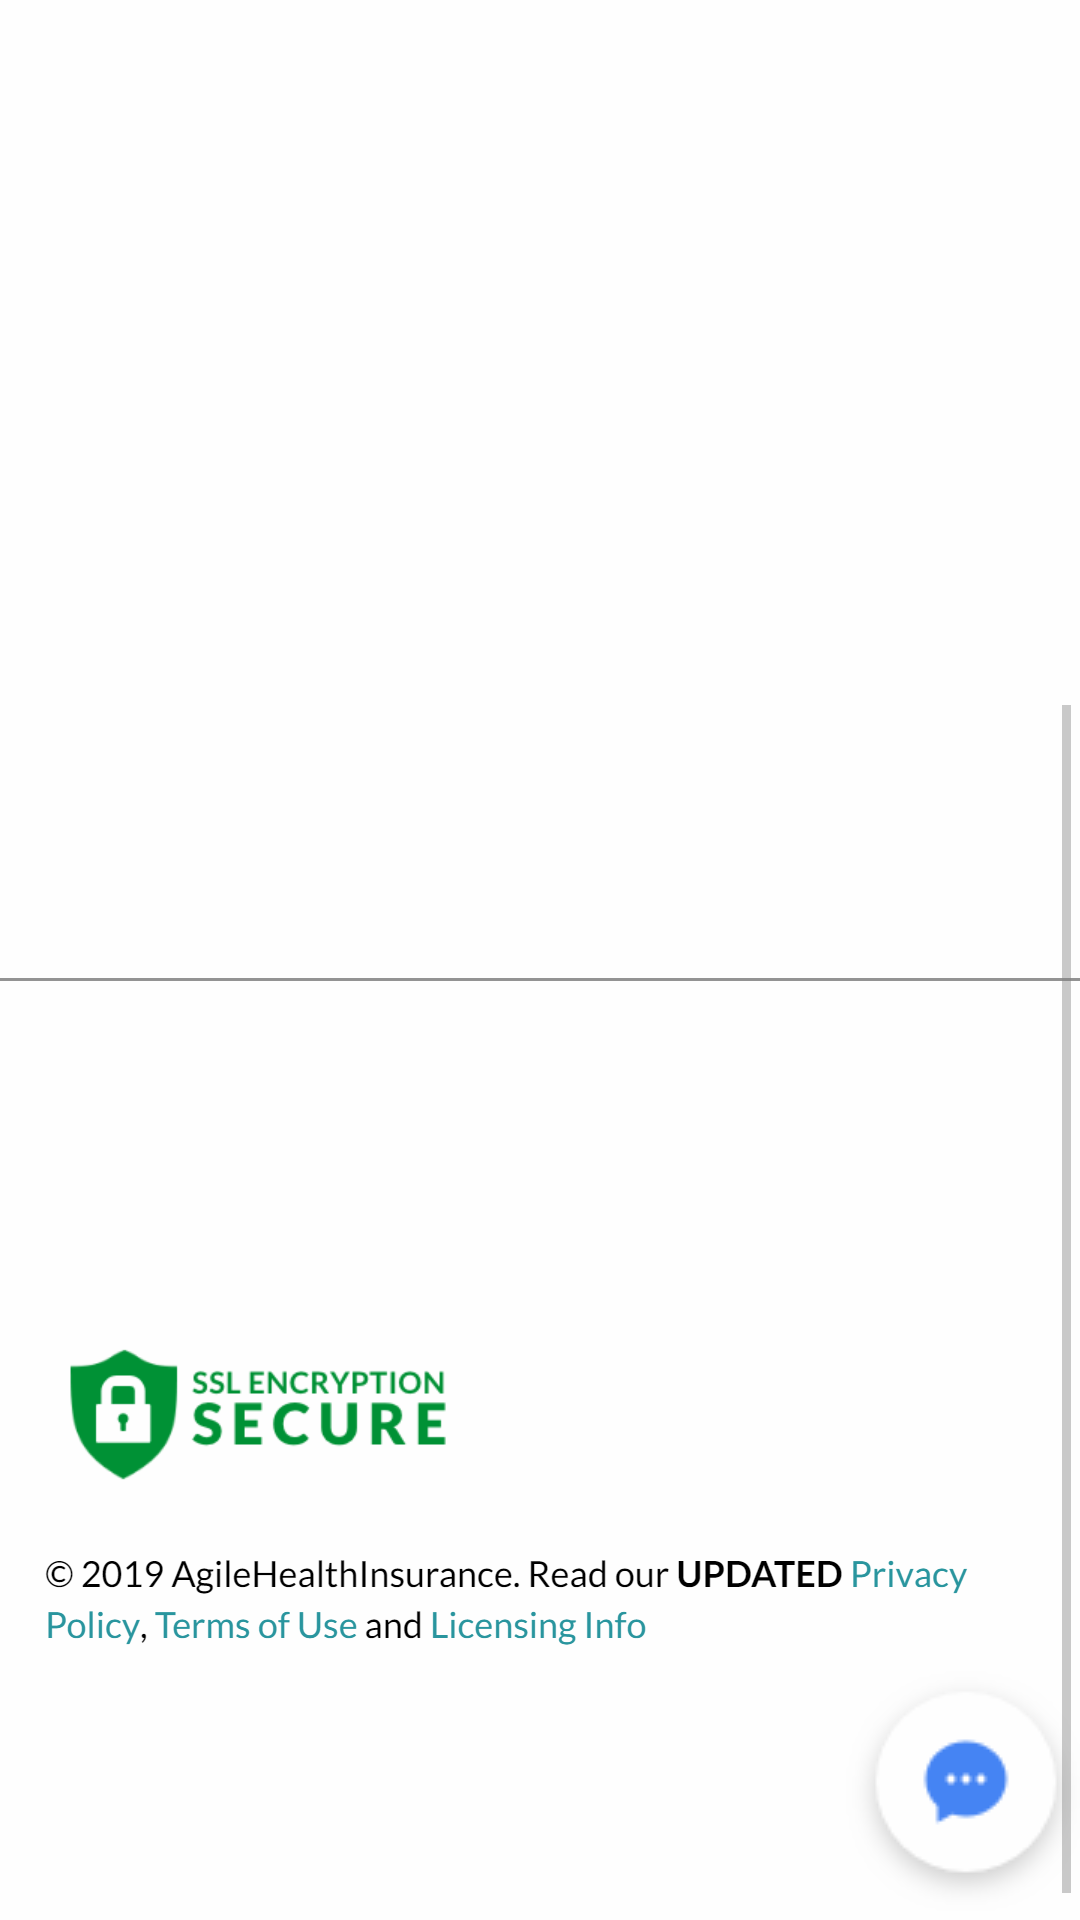 SSL ENCRYPTION
SECURE
© 2019 AgileHealthInsurance. Read our UPDATED Privacy
Policy, Terms of Use and Licensing Info